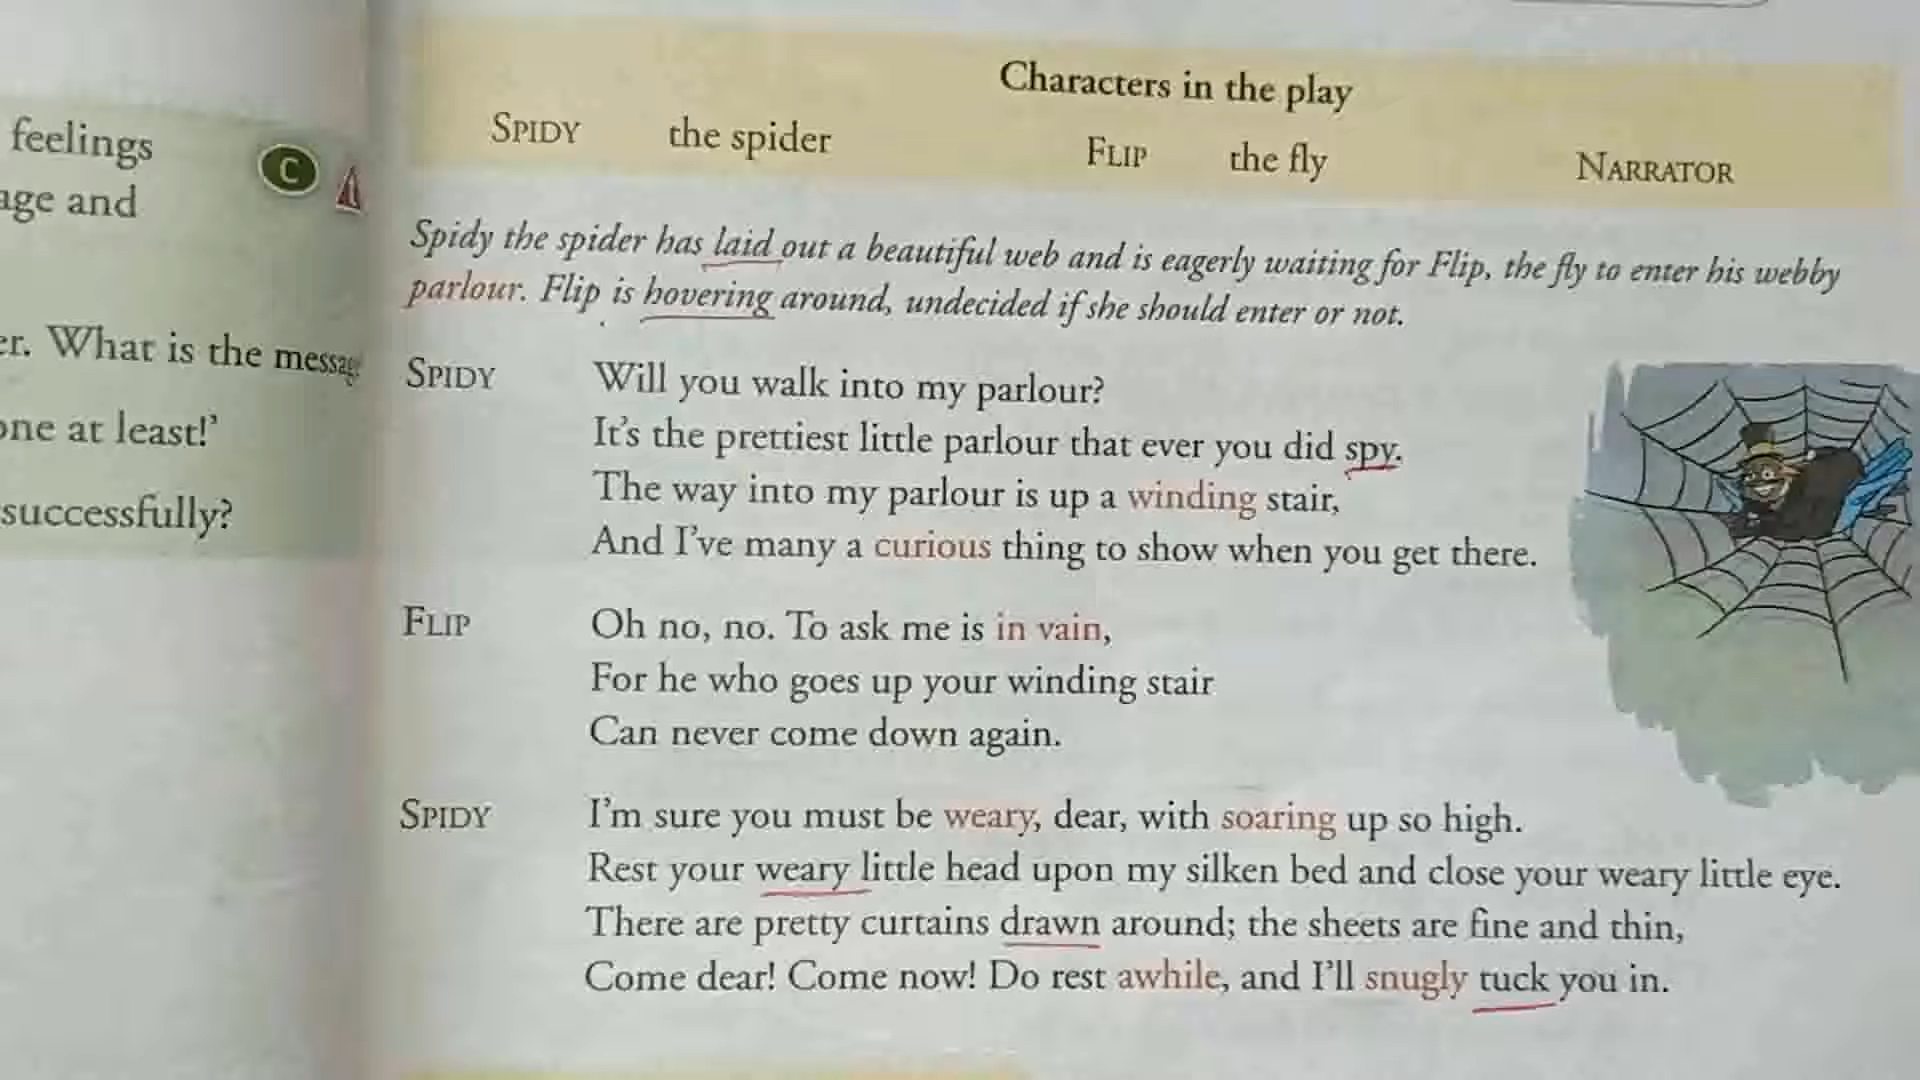 feelings
age and
C
er. What is the message
one at least!’
successfully?
Characters in the play
SPIDY the spider FLIP the fly NARRATOR
Spidy the spider has laid out a beautiful web and is eagerly waiting for Flip, the fly to enter his webby
parlour. Flip is hovering around, undecided if she should enter or not.
SPIDY Will you walk into my parlour?
It’s the prettiest little parlour that ever you did spy.
The way into my parlour is up a winding stair,
And I’ve many a curious thing to show when you get there.
FLIP Oh no, no. To ask me is in vain,
For he who goes up your winding stair
Can never come down again.
SPIDY I’m sure you must be weary, dear, with soaring up so high.
Rest your weary little head upon my silken bed and close your weary little eye.
There are pretty curtains drawn around; the sheets are fine and thin,
Come dear! Come now! Do rest awhile, and I’ll snugly tuck you in.